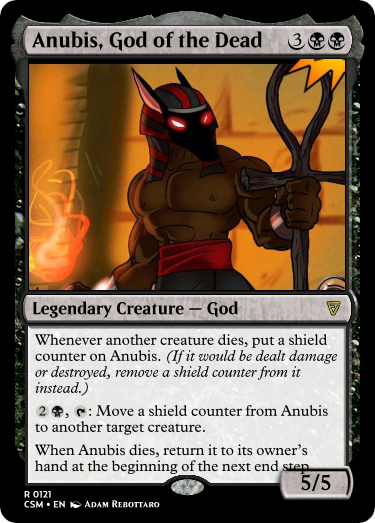 Anubis, God of the Dead 3
Legendary Creature — God
Whenever another creature dies, put a shield
counter on Anubis. (If it would be dealt damage
or destroyed, remove a shield counter from it
instead.)
2 , : Move a shield counter from Anubis
to another target creature.
When Anubis dies, return it to its owner's
hand at the beginning of the next end step.
5/5
R 0121
CSM • EN Adam Rebottaro